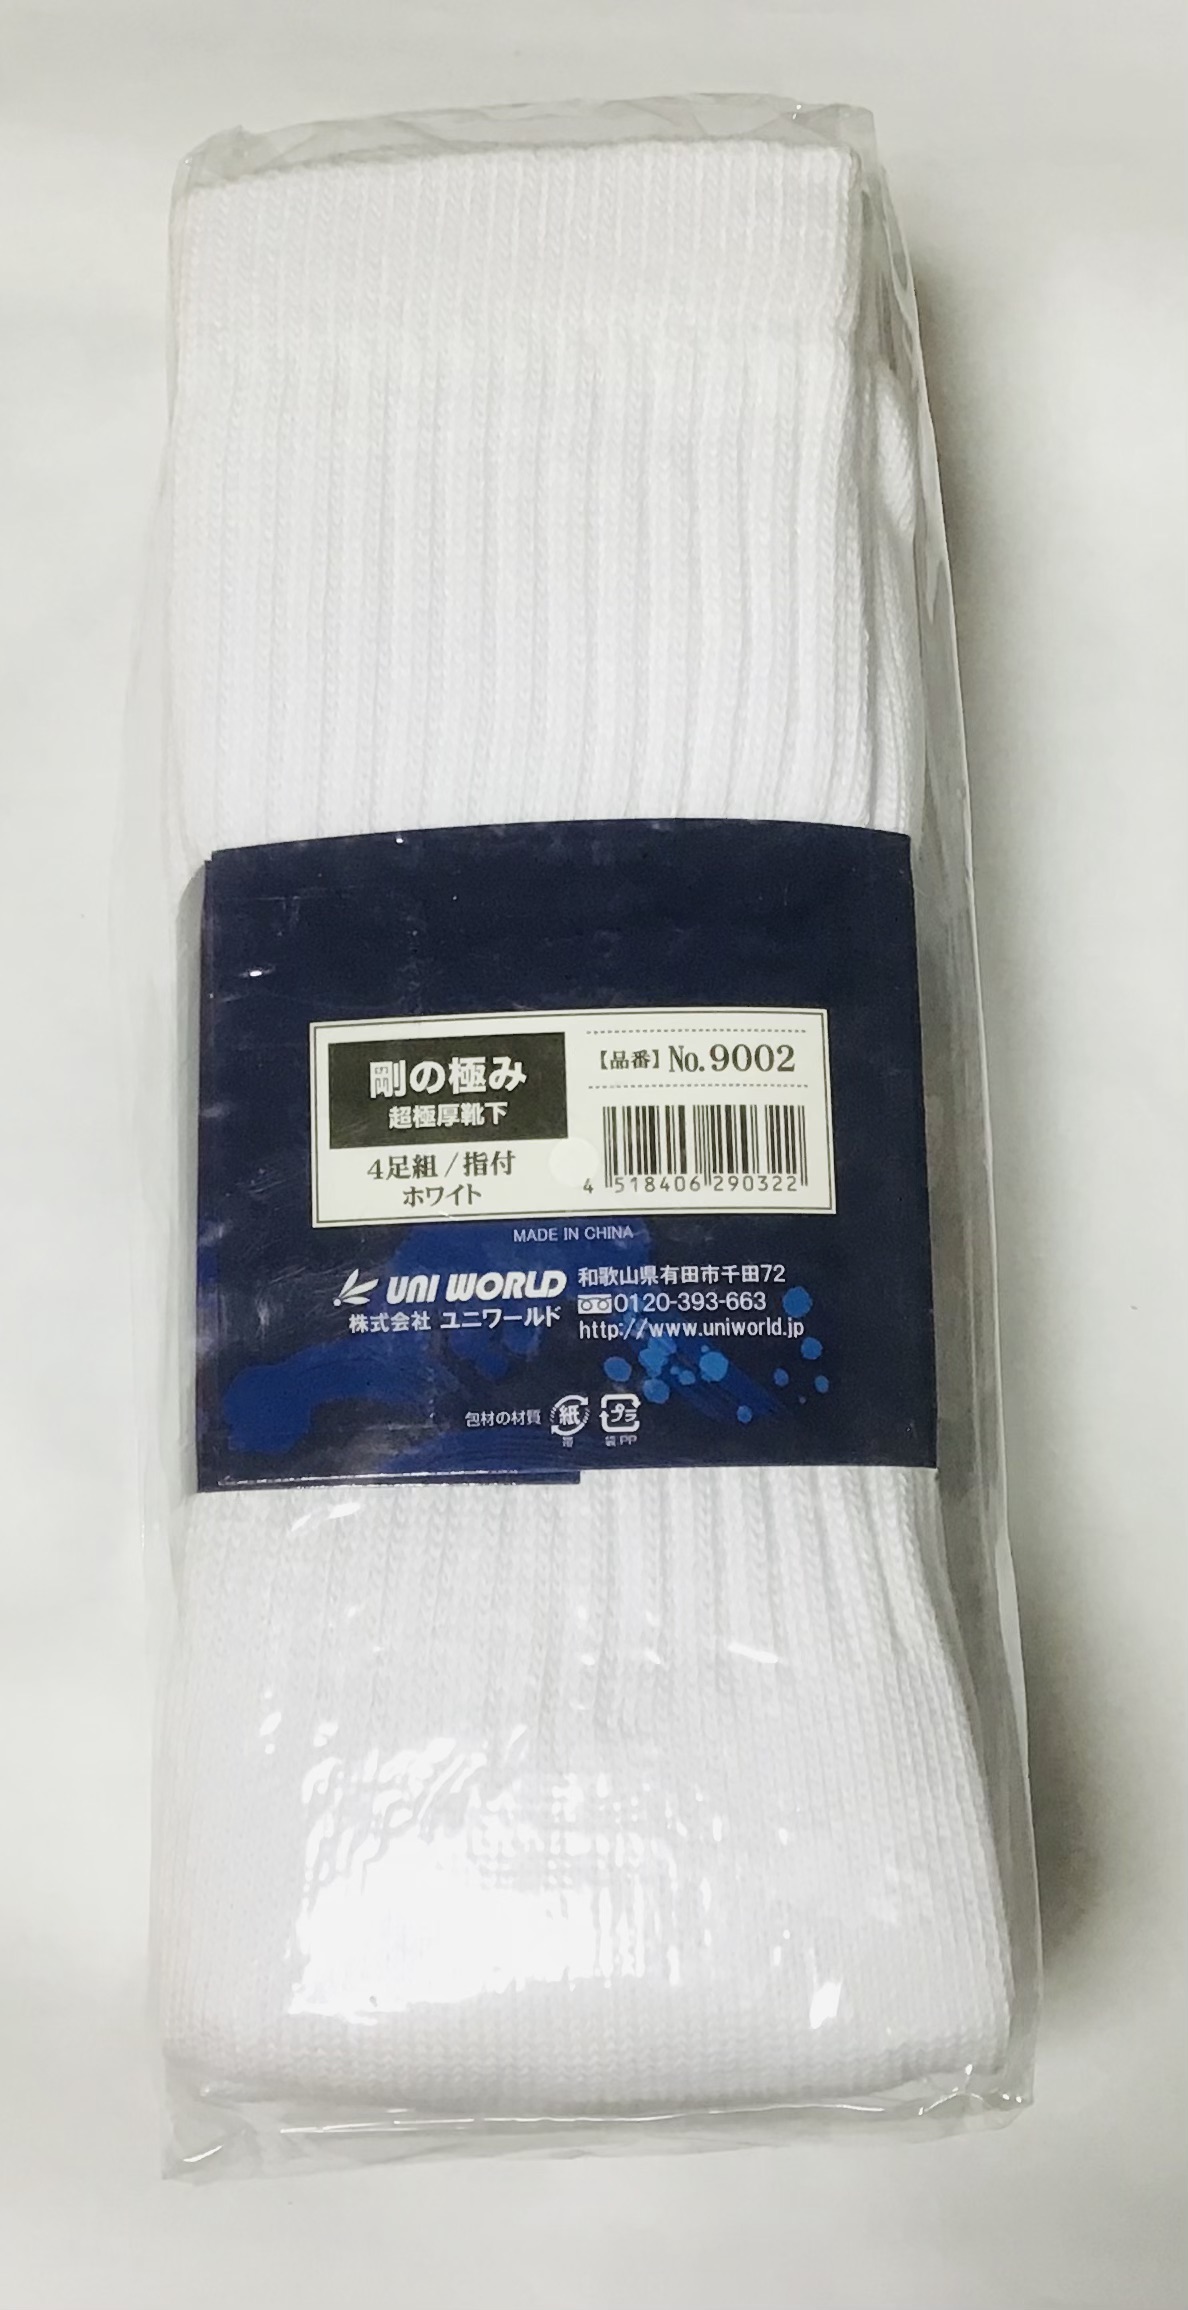 剛の極み
超極厚靴下
4足組/指付
ホワイト
【品番】No.9002
4 518406 290322
MADE IN CHINA
UNI WORLD
株式会社 ユニワールド
和歌山県有田市千田72
0120-393-663
http://www.uniworld.jp
包材の材質
紙
プラ
袋:PP